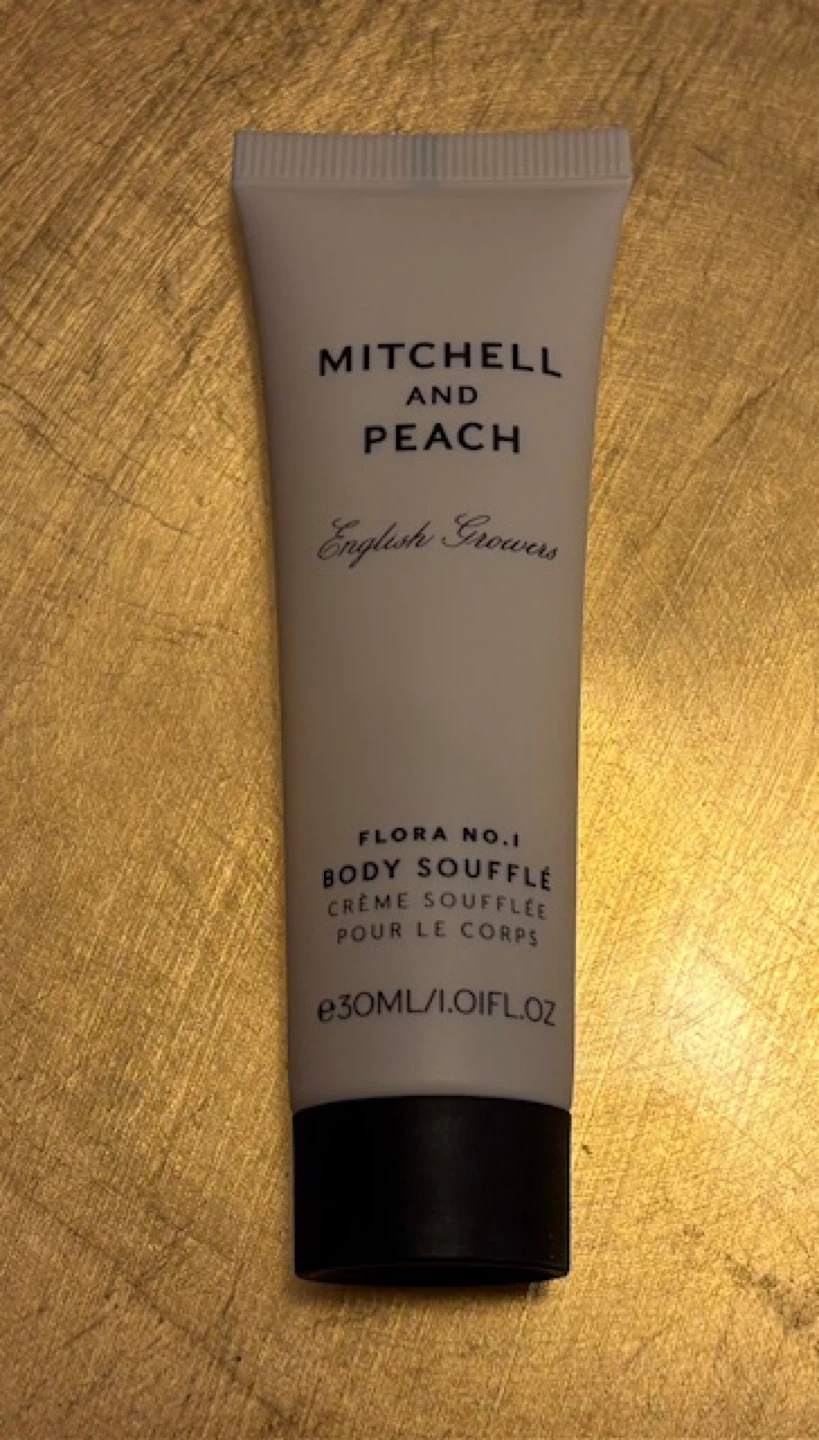 MITCHELL
AND
PEACH
English Growers
FLORA NO.1
BODY SOUFFLÉ
CRÈME SOUFFLÉE
POUR LE CORPS
℮30ML/1.01FL.OZ